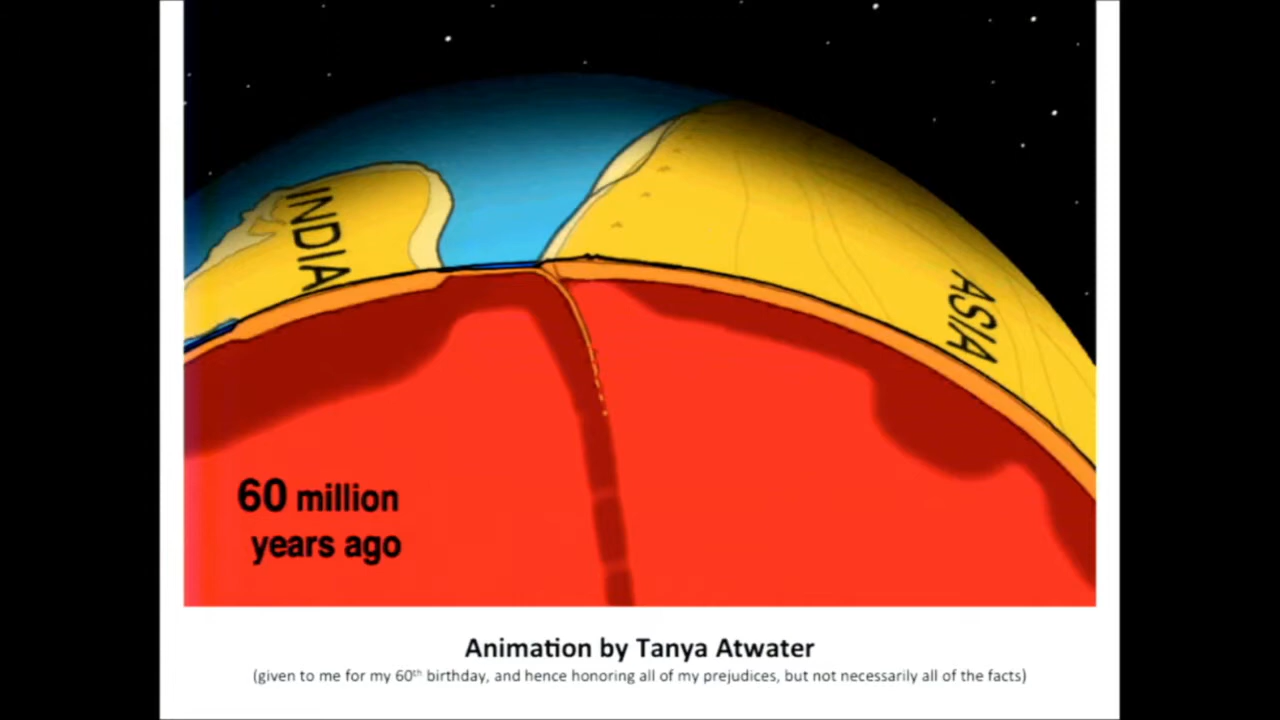 INDIA
ASIA
60 million
years ago
Animation by Tanya Atwater
(given to me for my 60th birthday, and hence honoring all of my prejudices, but not necessarily all of the facts)